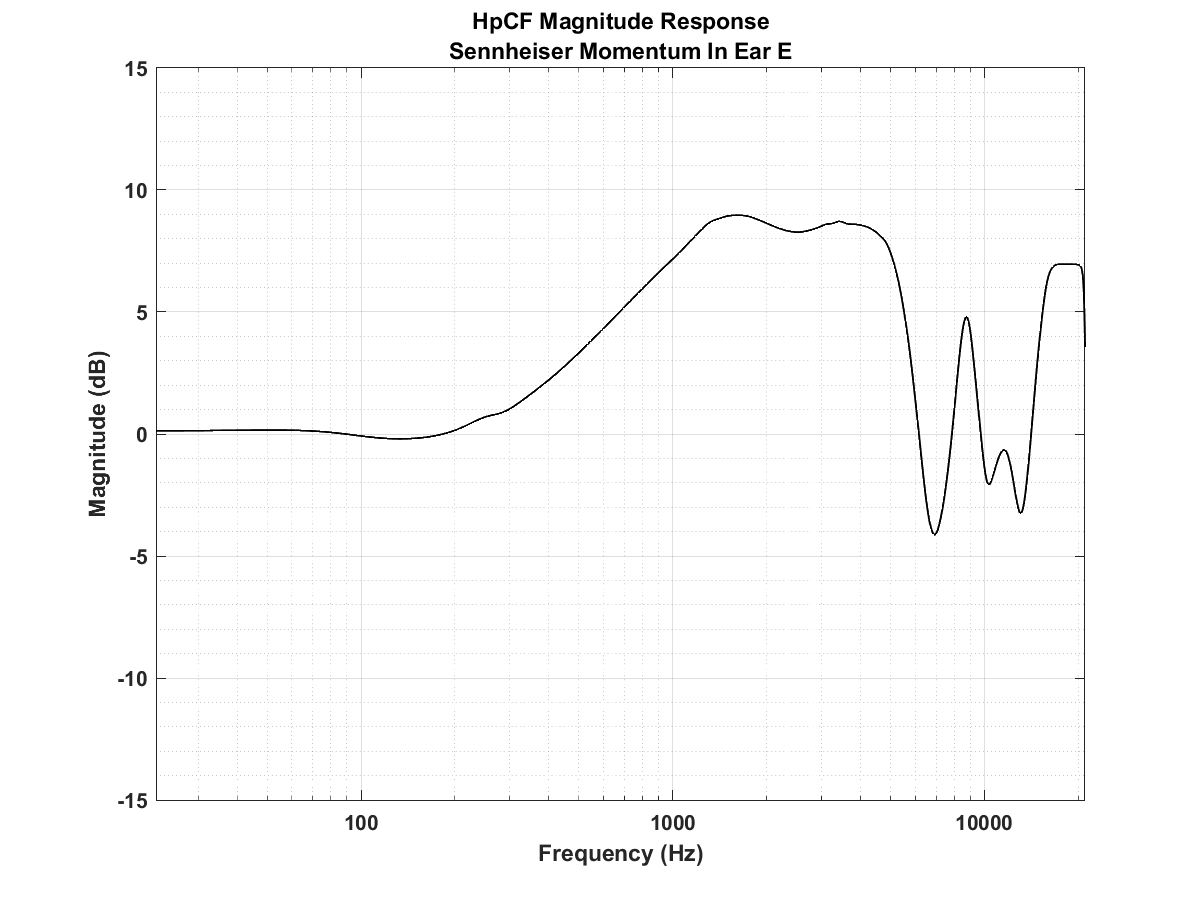 HpCF Magnitude Response
Sennheiser Momentum In Ear E
15
10
5
0
-5
-10
-15
Magnitude (dB)
100 1000 10000
Frequency (Hz)